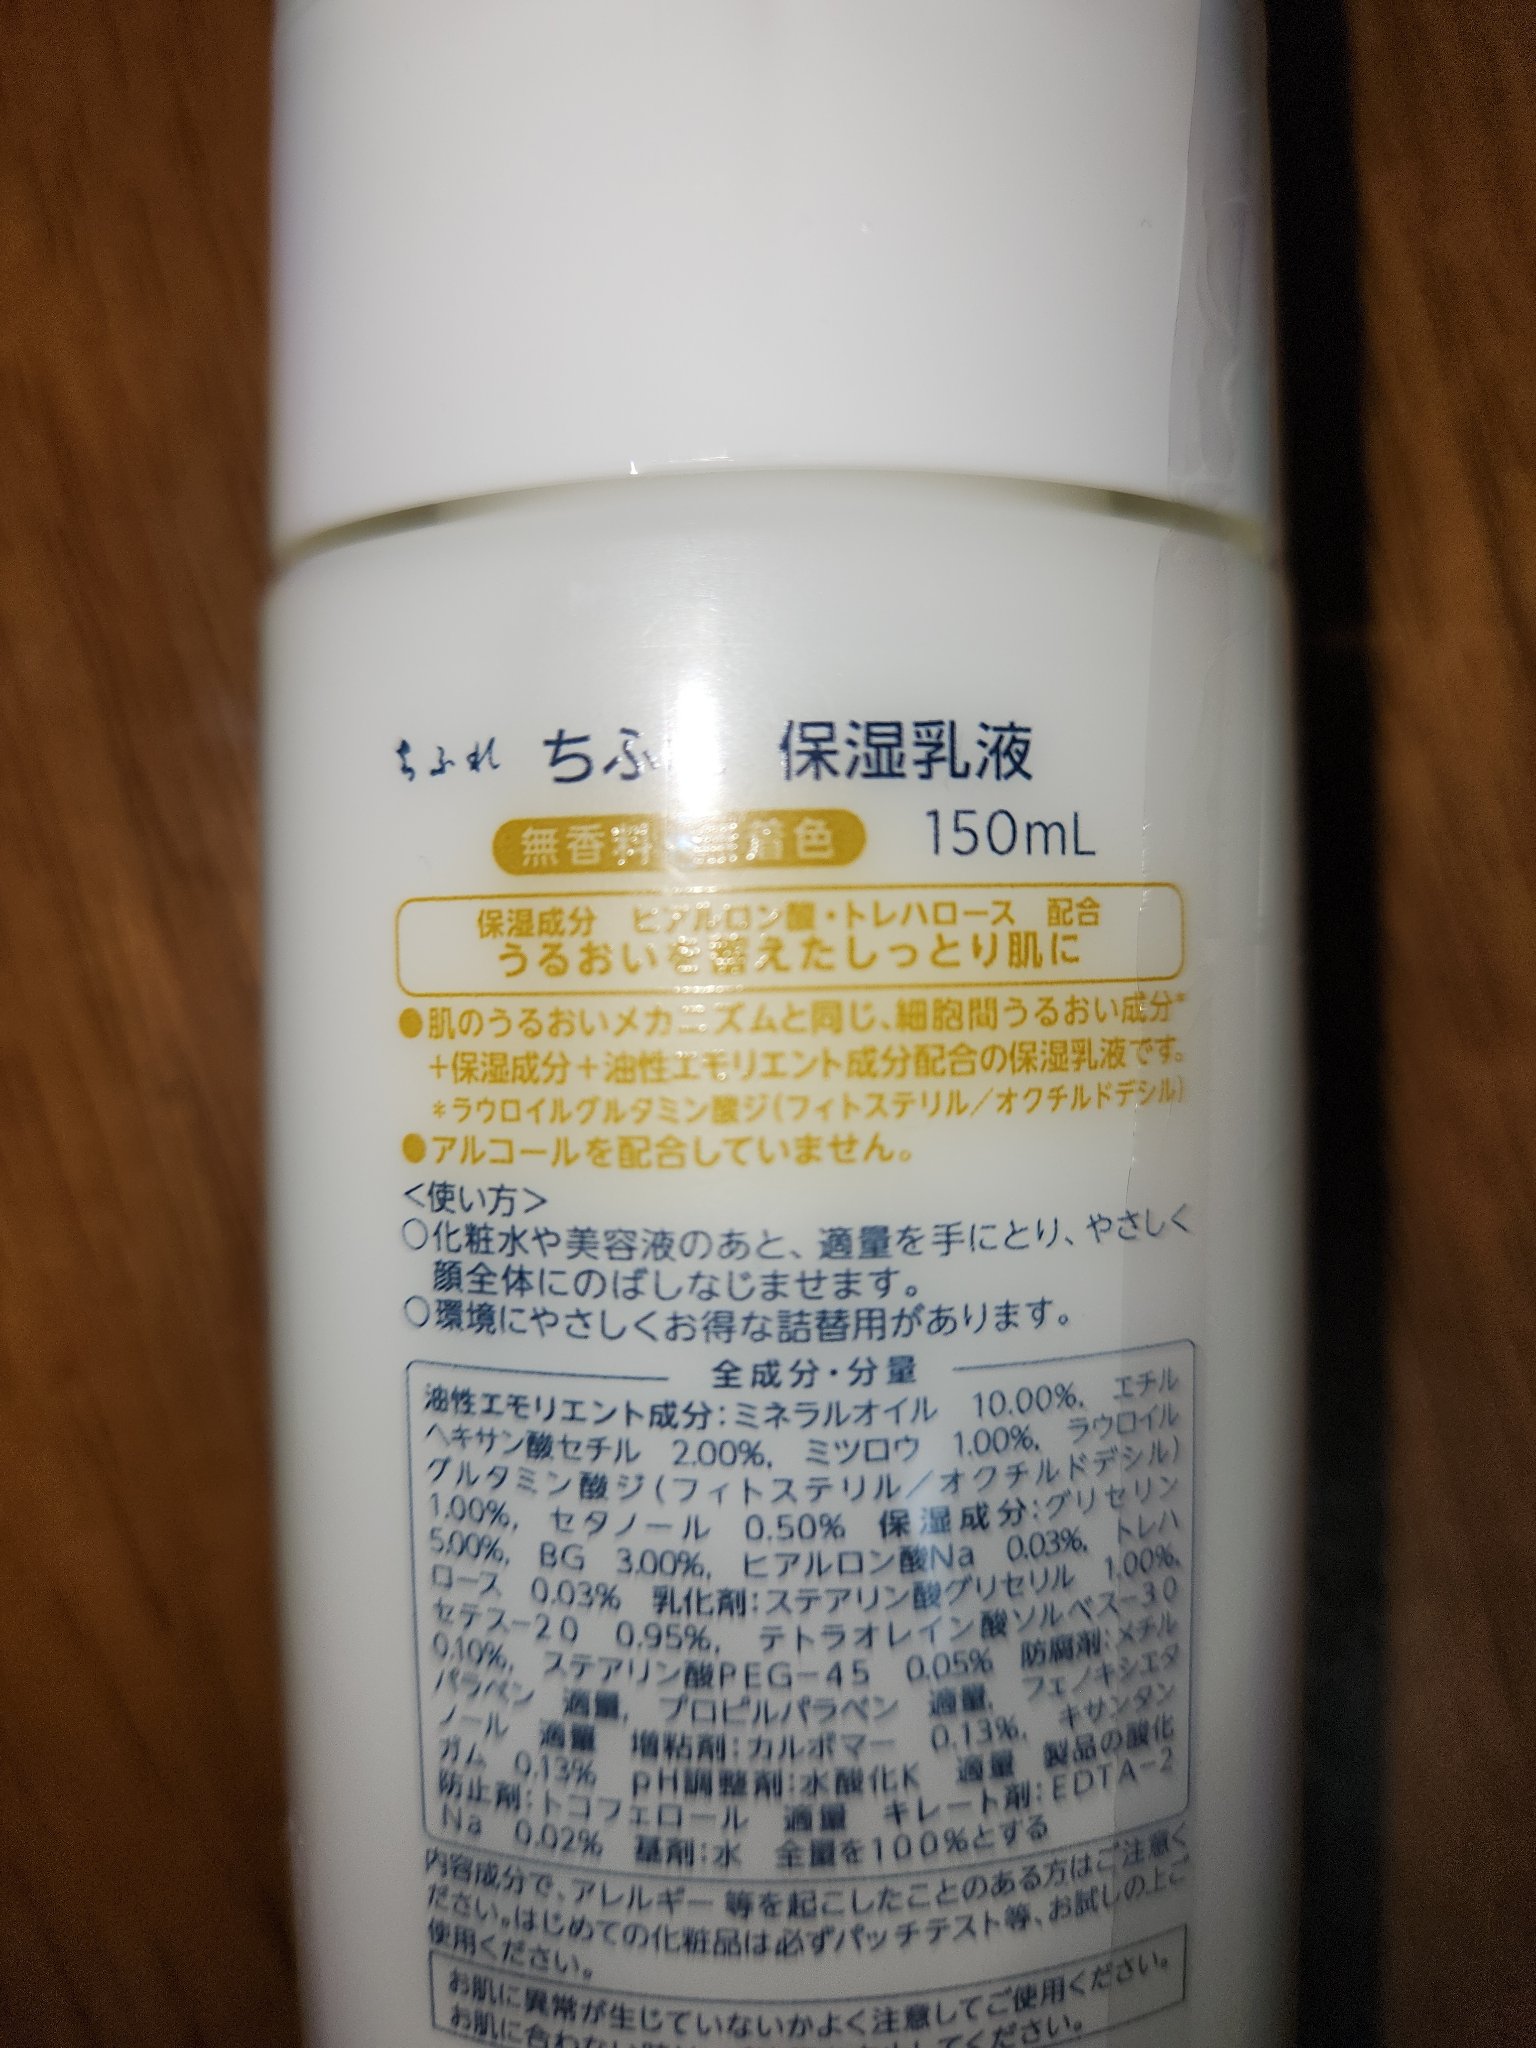 ちふれ ちふ 保湿乳液
無香料 着色 150mL
保湿成分 ヒアルロン酸・トレハロース 配合
うるおいを蓄えたしっとり肌に
●肌のうるおいメカニズムと同じ、細胞間うるおい成分*
+保湿成分+油性エモリエント成分配合の保湿乳液です。
*ラウロイルグルタミン酸ジ(フィトステリル/オクチルドデシル)
●アルコールを配合していません。
<使い方>
○化粧水や美容液のあと、適量を手にとり、やさしく
顔全体にのばしなじませます。
○環境にやさしくお得な詰替用があります。
全成分・分量
油性エモリエント成分:ミネラルオイル 10.00%, エチル
ヘキサン酸セチル 2.00%, ミツロウ 1.00%, ラウロイル
グルタミン酸ジ(フィトステリル/オクチルドデシル)
1.00%, セタノール 0.50% 保湿成分:グリセリン
5.00%, BG 3.00%, ヒアルロン酸Na 0.03%, トレハ
ロース 0.03% 乳化剤:ステアリン酸グリセリル 1.00%,
セテス-20 0.95%, テトラオレイン酸ソルベス-30
0.10%, ステアリン酸PEG-45 0.05% 防腐剤:メチル
パラベン 適量, プロピルパラベン 適量, フェノキシエタ
ノール 適量 増粘剤:カルボマー 0.13%, キサンタン
ガム 0.13% pH調整剤:水酸化K 適量 製品の酸化
防止剤:トコフェロール 適量 キレート剤:EDTA-2
Na 0.02% 基剤:水 全量を100%とする
内容成分で、アレルギー等を起こしたことのある方はご注意く
ださい。はじめての化粧品は必ずパッチテスト等、お試しの上ご
使用ください。
お肌に異常が生じていないかよく注意してご使用ください。
お肌に合わない してください。